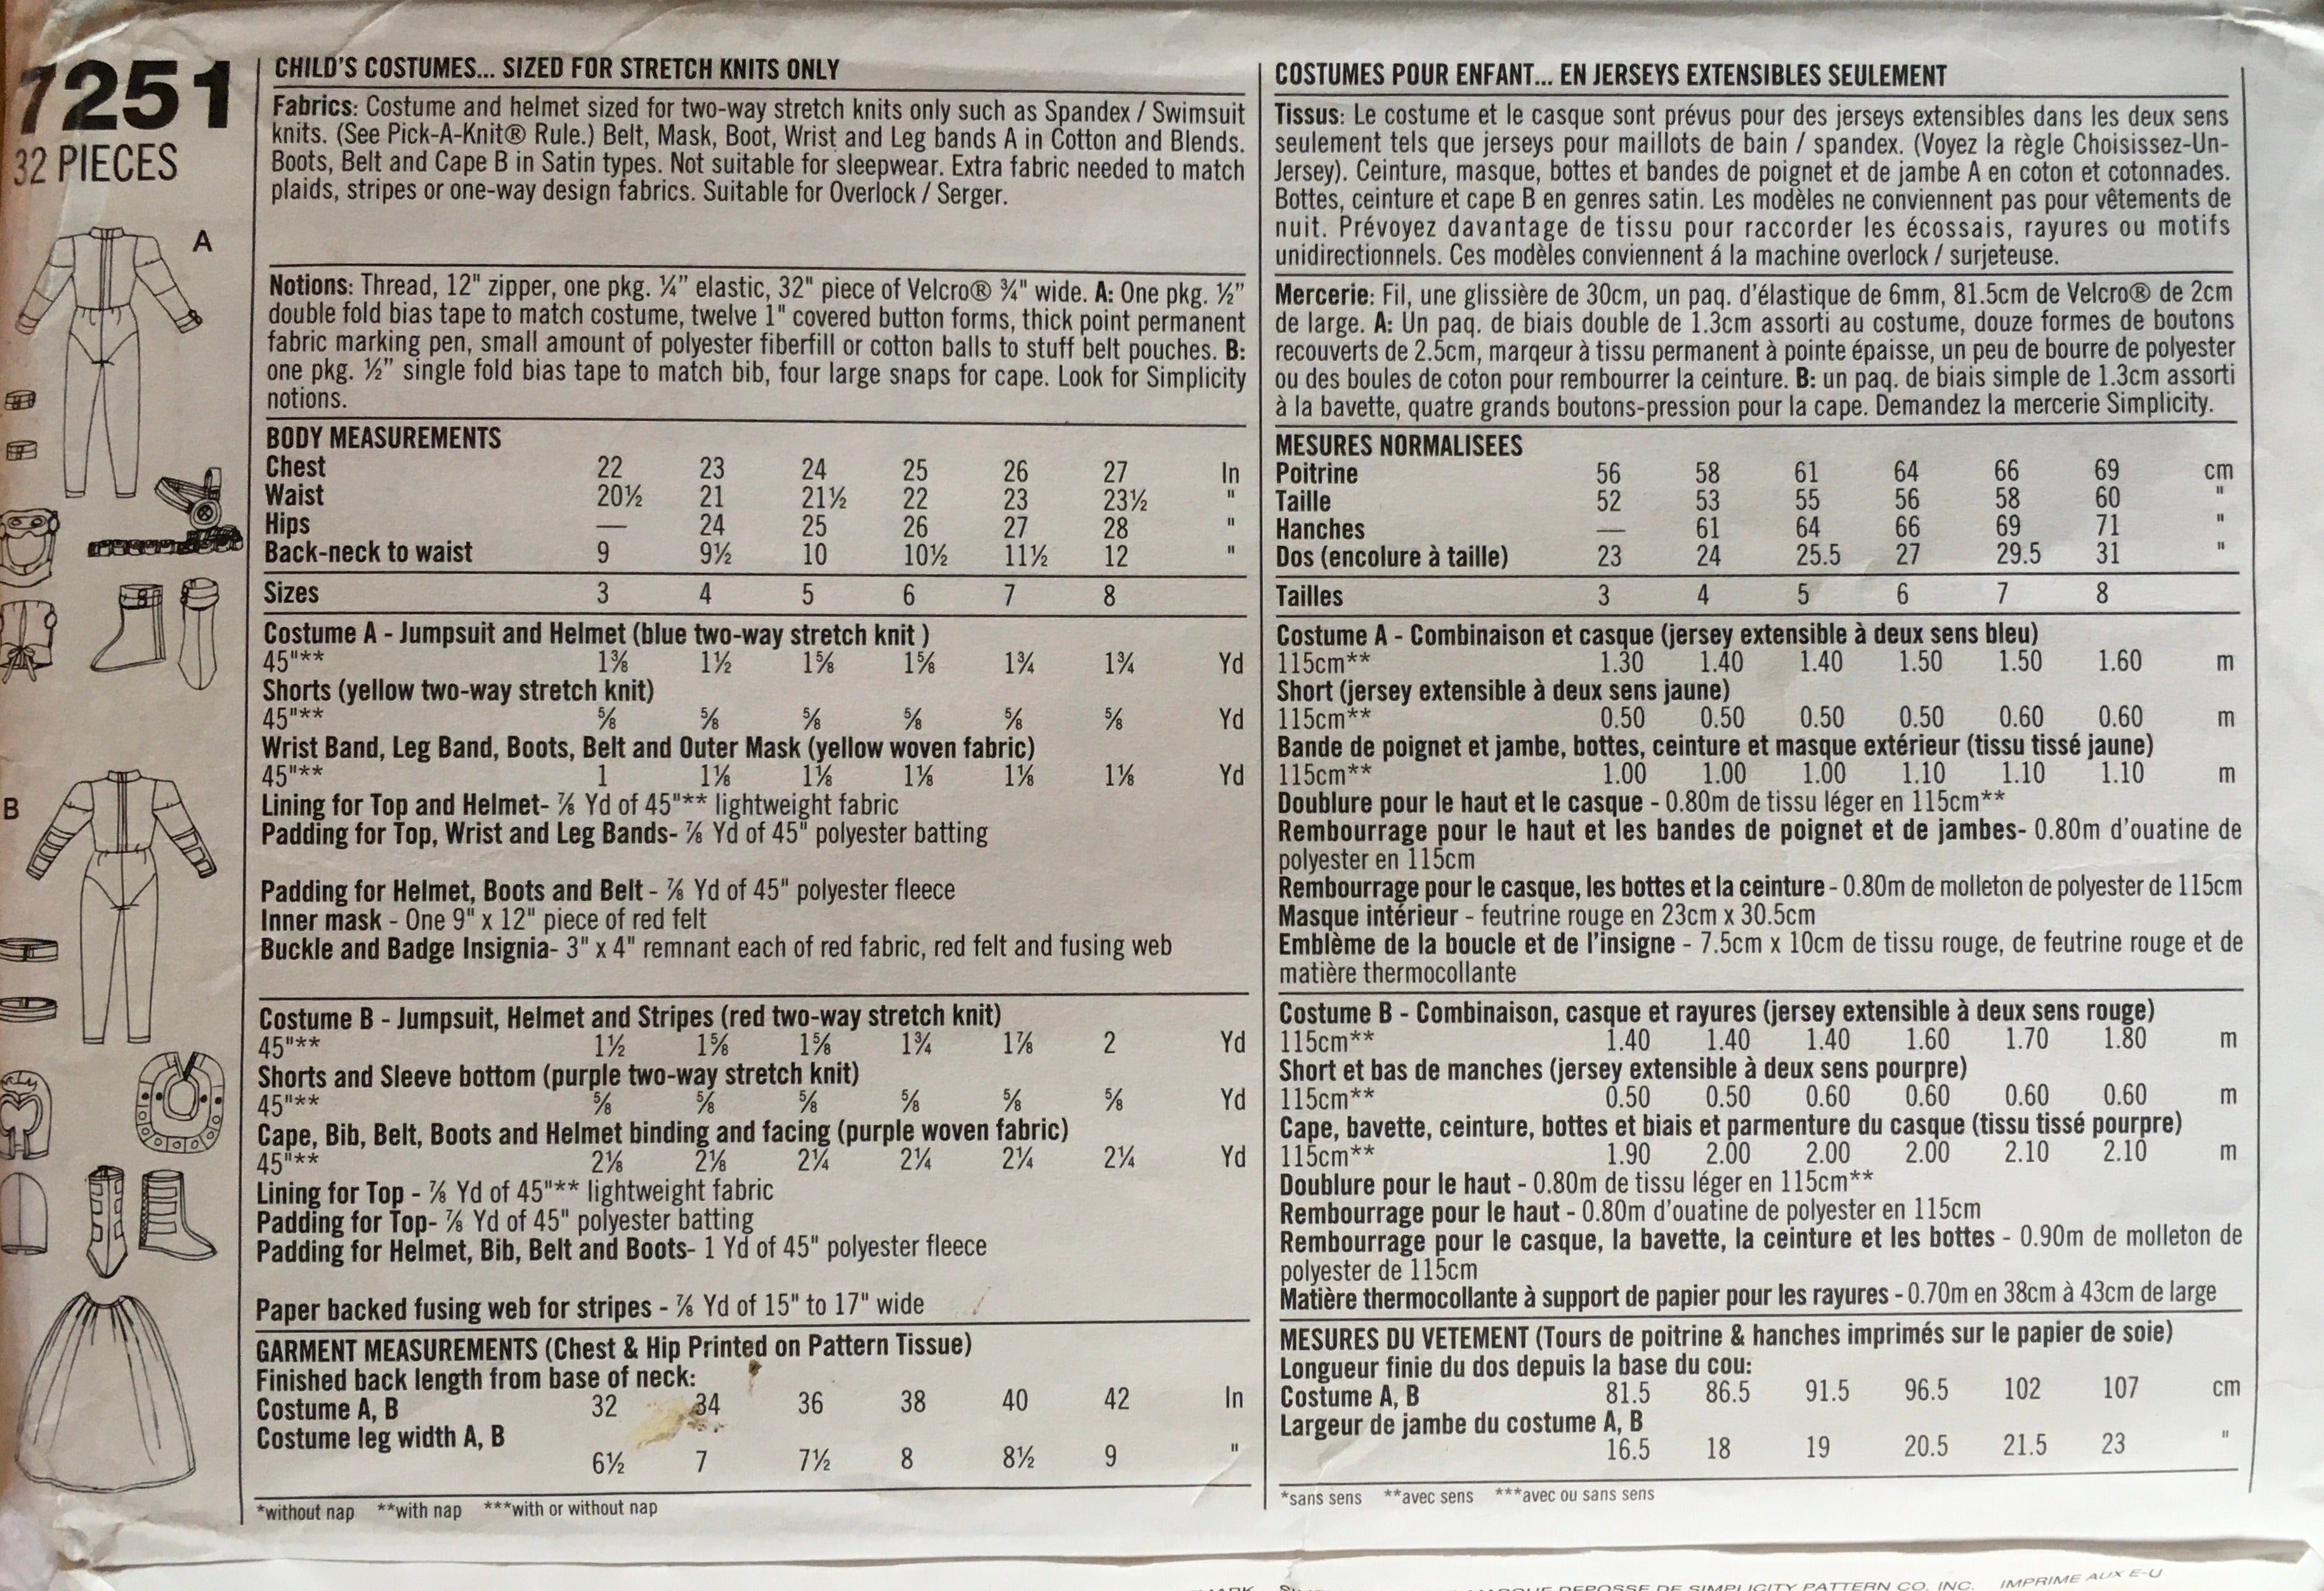 7251
32 PIECES
A
B
CHILD'S COSTUMES... SIZED FOR STRETCH KNITS ONLY
Fabrics: Costume and helmet sized for two-way stretch knits only such as Spandex / Swimsuit
knits. (See Pick-A-Knit® Rule.) Belt, Mask, Boot, Wrist and Leg bands A in Cotton and Blends.
Boots, Belt and Cape B in Satin types. Not suitable for sleepwear. Extra fabric needed to match
plaids, stripes or one-way design fabrics. Suitable for Overlock / Serger.
Notions: Thread, 12" zipper, one pkg. ¼" elastic, 32" piece of Velcro® ¾" wide. A: One pkg. ½"
double fold bias tape to match costume, twelve 1" covered button forms, thick point permanent
fabric marking pen, small amount of polyester fiberfill or cotton balls to stuff belt pouches. B:
one pkg. ½" single fold bias tape to match bib, four large snaps for cape. Look for Simplicity
notions.
BODY MEASUREMENTS
Chest 22 23 24 25 26 27 In
Waist 20½ 21 21½ 22 23 23½ "
Hips — 24 25 26 27 28 "
Back-neck to waist 9 9½ 10 10½ 11½ 12 "
Sizes 3 4 5 6 7 8
Costume A - Jumpsuit and Helmet (blue two-way stretch knit )
45"** 1⅜ 1½ 1⅝ 1⅝ 1¾ 1¾ Yd
Shorts (yellow two-way stretch knit)
45"** ⅝ ⅝ ⅝ ⅝ ⅝ ⅝ Yd
Wrist Band, Leg Band, Boots, Belt and Outer Mask (yellow woven fabric)
45"** 1 1⅛ 1⅛ 1⅛ 1⅛ 1⅛ Yd
Lining for Top and Helmet- ⅞ Yd of 45"** lightweight fabric
Padding for Top, Wrist and Leg Bands- ⅞ Yd of 45" polyester batting
Padding for Helmet, Boots and Belt - ⅞ Yd of 45" polyester fleece
Inner mask - One 9" x 12" piece of red felt
Buckle and Badge Insignia- 3" x 4" remnant each of red fabric, red felt and fusing web
Costume B - Jumpsuit, Helmet and Stripes (red two-way stretch knit)
45"** 1½ 1⅝ 1⅝ 1¾ 1⅞ 2 Yd
Shorts and Sleeve bottom (purple two-way stretch knit)
45"** ⅝ ⅝ ⅝ ⅝ ⅝ ⅝ Yd
Cape, Bib, Belt, Boots and Helmet binding and facing (purple woven fabric)
45"** 2⅛ 2⅛ 2¼ 2¼ 2¼ 2¼ Yd
Lining for Top - ⅞ Yd of 45"** lightweight fabric
Padding for Top- ⅞ Yd of 45" polyester batting
Padding for Helmet, Bib, Belt and Boots- 1 Yd of 45" polyester fleece
Paper backed fusing web for stripes - ⅞ Yd of 15" to 17" wide
GARMENT MEASUREMENTS (Chest & Hip Printed on Pattern Tissue)
Finished back length from base of neck:
Costume A, B 32 34 36 38 40 42 In
Costume leg width A, B
6½ 7 7½ 8 8½ 9 "
*without nap **with nap ***with or without nap
COSTUMES POUR ENFANT... EN JERSEYS EXTENSIBLES SEULEMENT
Tissus: Le costume et le casque sont prévus pour des jerseys extensibles dans les deux sens
seulement tels que jerseys pour maillots de bain / spandex. (Voyez la règle Choisissez-Un-
Jersey). Ceinture, masque, bottes et bandes de poignet et de jambe A en coton et cotonnades.
Bottes, ceinture et cape B en genres satin. Les modèles ne conviennent pas pour vêtements de
nuit. Prévoyez davantage de tissu pour raccorder les écossais, rayures ou motifs
unidirectionnels. Ces modèles conviennent á la machine overlock / surjeteuse.
Mercerie: Fil, une glissière de 30cm, un paq. d'élastique de 6mm, 81.5cm de Velcro® de 2cm
de large. A: Un paq. de biais double de 1.3cm assorti au costume, douze formes de boutons
recouverts de 2.5cm, marqeur à tissu permanent à pointe épaisse, un peu de bourre de polyester
ou des boules de coton pour rembourrer la ceinture. B: un paq. de biais simple de 1.3cm assorti
à la bavette, quatre grands boutons-pression pour la cape. Demandez la mercerie Simplicity.
MESURES NORMALISEES
Poitrine 56 58 61 64 66 69 cm
Taille 52 53 55 56 58 60 "
Hanches — 61 64 66 69 71 "
Dos (encolure à taille) 23 24 25.5 27 29.5 31 "
Tailles 3 4 5 6 7 8
Costume A - Combinaison et casque (jersey extensible à deux sens bleu)
115cm** 1.30 1.40 1.40 1.50 1.50 1.60 m
Short (jersey extensible à deux sens jaune)
115cm** 0.50 0.50 0.50 0.50 0.60 0.60 m
Bande de poignet et jambe, bottes, ceinture et masque extérieur (tissu tissé jaune)
115cm** 1.00 1.00 1.00 1.10 1.10 1.10 m
Doublure pour le haut et le casque - 0.80m de tissu léger en 115cm**
Rembourrage pour le haut et les bandes de poignet et de jambes- 0.80m d'ouatine de
polyester en 115cm
Rembourrage pour le casque, les bottes et la ceinture - 0.80m de molleton de polyester de 115cm
Masque intérieur - feutrine rouge en 23cm x 30.5cm
Emblème de la boucle et de l'insigne - 7.5cm x 10cm de tissu rouge, de feutrine rouge et de
matière thermocollante
Costume B - Combinaison, casque et rayures (jersey extensible à deux sens rouge)
115cm** 1.40 1.40 1.40 1.60 1.70 1.80 m
Short et bas de manches (jersey extensible à deux sens pourpre)
115cm** 0.50 0.50 0.60 0.60 0.60 0.60 m
Cape, bavette, ceinture, bottes et biais et parmenture du casque (tissu tissé pourpre)
115cm** 1.90 2.00 2.00 2.00 2.10 2.10 m
Doublure pour le haut - 0.80m de tissu léger en 115cm**
Rembourrage pour le haut - 0.80m d'ouatine de polyester en 115cm
Rembourrage pour le casque, la bavette, la ceinture et les bottes - 0.90m de molleton de
polyester de 115cm
Matière thermocollante à support de papier pour les rayures - 0.70m en 38cm à 43cm de large
MESURES DU VETEMENT (Tours de poitrine & hanches imprimés sur le papier de soie)
Longueur finie du dos depuis la base du cou:
Costume A, B 81.5 86.5 91.5 96.5 102 107 cm
Largeur de jambe du costume A, B
16.5 18 19 20.5 21.5 23 "
*sans sens **avec sens ***avec ou sans sens
DE SIMPLICITY PATTERN CO. INC. IMPRIME AUX E-U